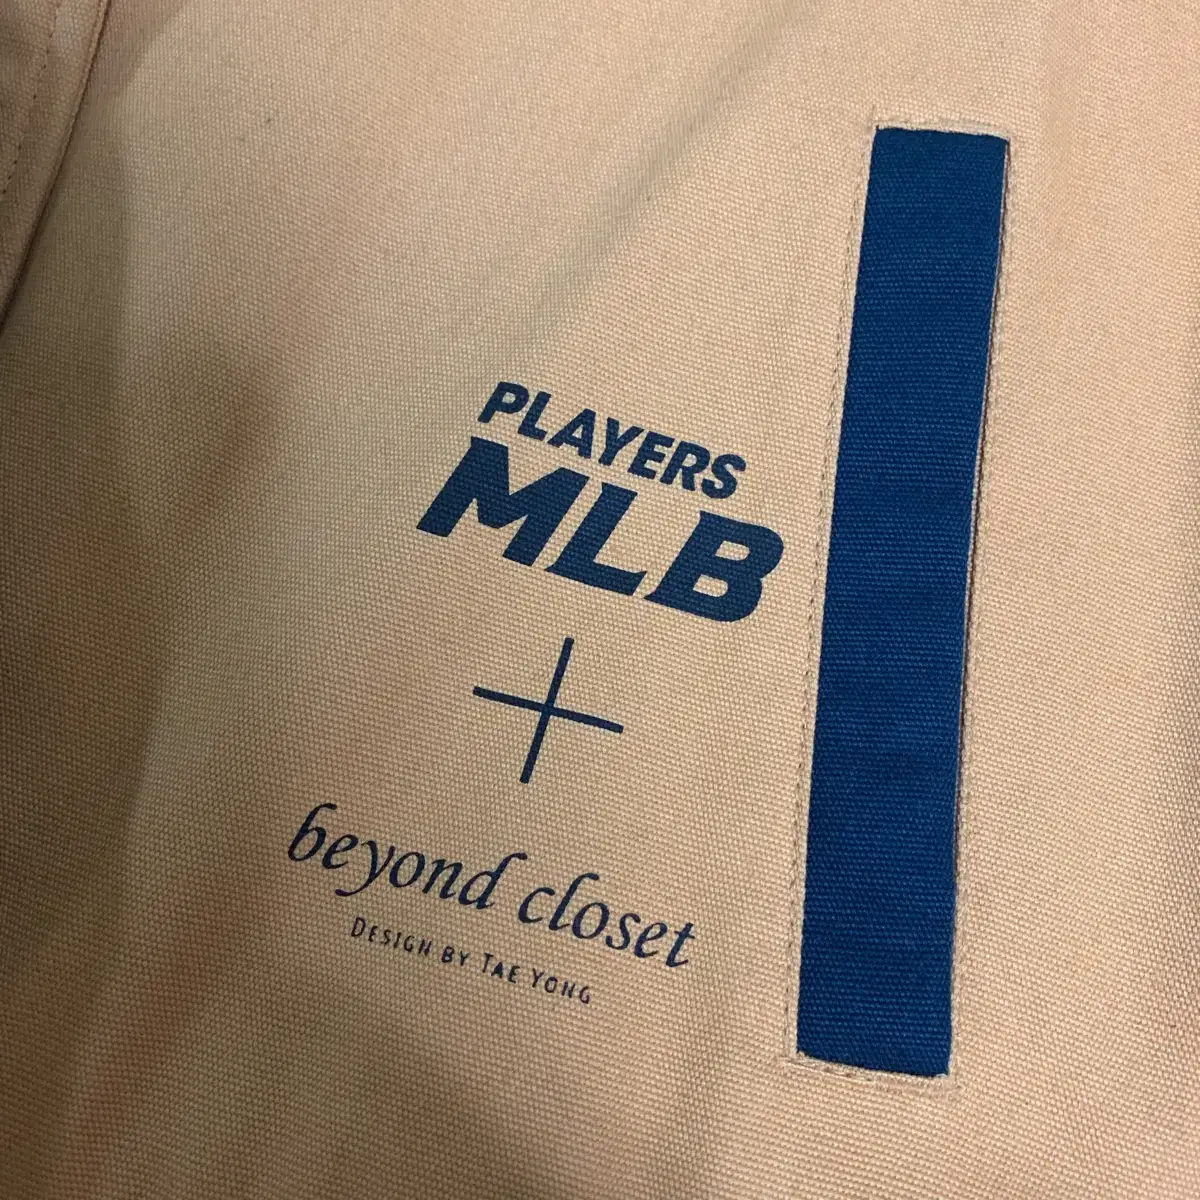 PLAYERS
MLB
+
beyond closet
DESIGN BY TAE YONG